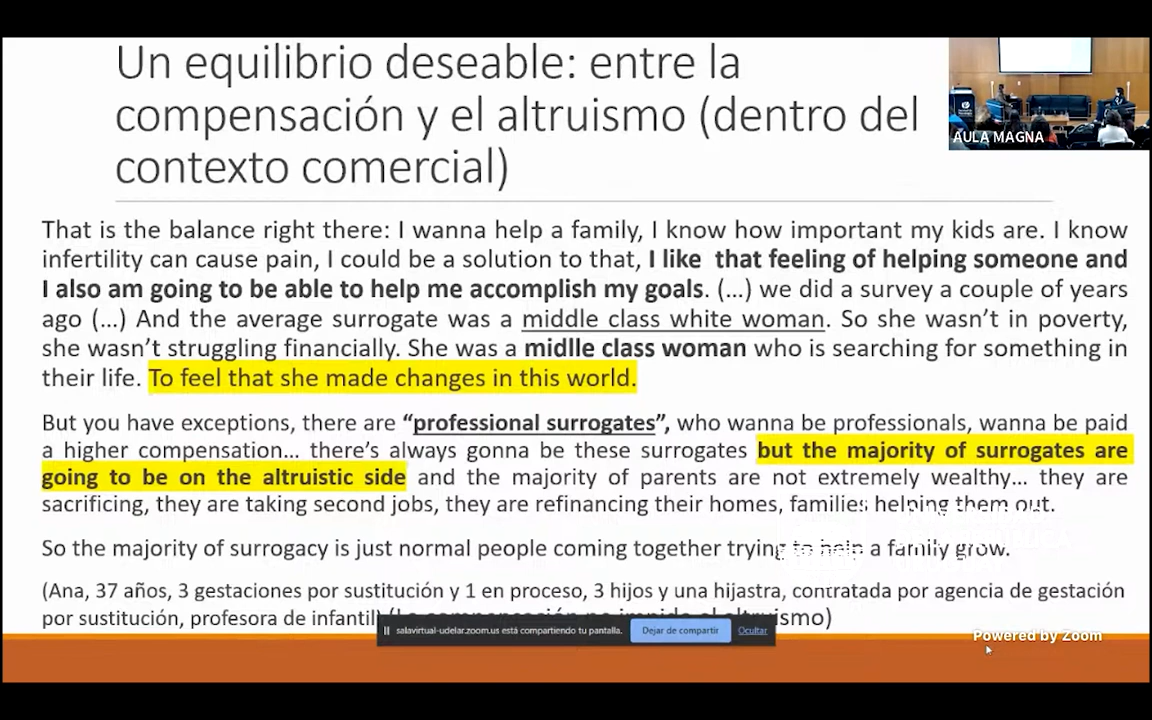 Un equilibrio deseable: entre la
compensación y el altruismo (dentro del
contexto comercial)
AULA MAGNA
That is the balance right there: I wanna help a family, I know how important my kids are. I know
infertility can cause pain, I could be a solution to that, I like that feeling of helping someone and
I also am going to be able to help me accomplish my goals. (...) we did a survey a couple of years
ago (...) And the average surrogate was a middle class white woman. So she wasn’t in poverty,
she wasn’t struggling financially. She was a midlle class woman who is searching for something in
their life. To feel that she made changes in this world.
But you have exceptions, there are “professional surrogates”, who wanna be professionals, wanna be paid
a higher compensation… there’s always gonna be these surrogates but the majority of surrogates are
going to be on the altruistic side and the majority of parents are not extremely wealthy… they are
sacrificing, they are taking second jobs, they are refinancing their homes, families helping them out.
So the majority of surrogacy is just normal people coming together trying to help a family grow.
(Ana, 37 años, 3 gestaciones por sustitución y 1 en proceso, 3 hijos y una hijastra, contratada por agencia de gestación
por sustitución, profesora de infantil) (La compensación no impide el altruismo)
salavirtual-udelar.zoom.us está compartiendo tu pantalla.
Dejar de compartir
Ocultar
Powered by Zoom